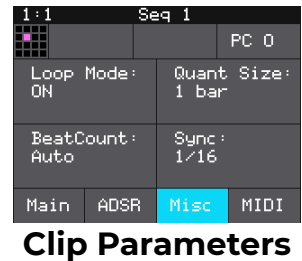 1:1 Seq 1
PC 0
Loop Mode: Quant Size:
ON 1 bar
BeatCount: Sync:
Auto 1/16
Main ADSR Misc MIDI
Clip Parameters